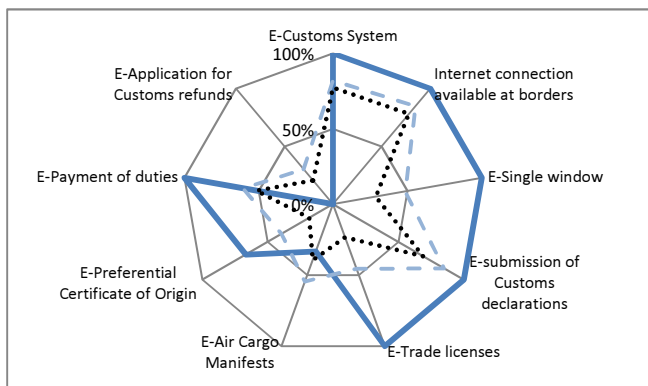 E-Customs System
100%
E-Application for
Customs refunds
Internet connection
available at borders
50%
E-Payment of duties
E-Single window
0%
E-Preferential
Certificate of Origin
E-submission of
Customs
declarations
E-Air Cargo
Manifests
E-Trade licenses